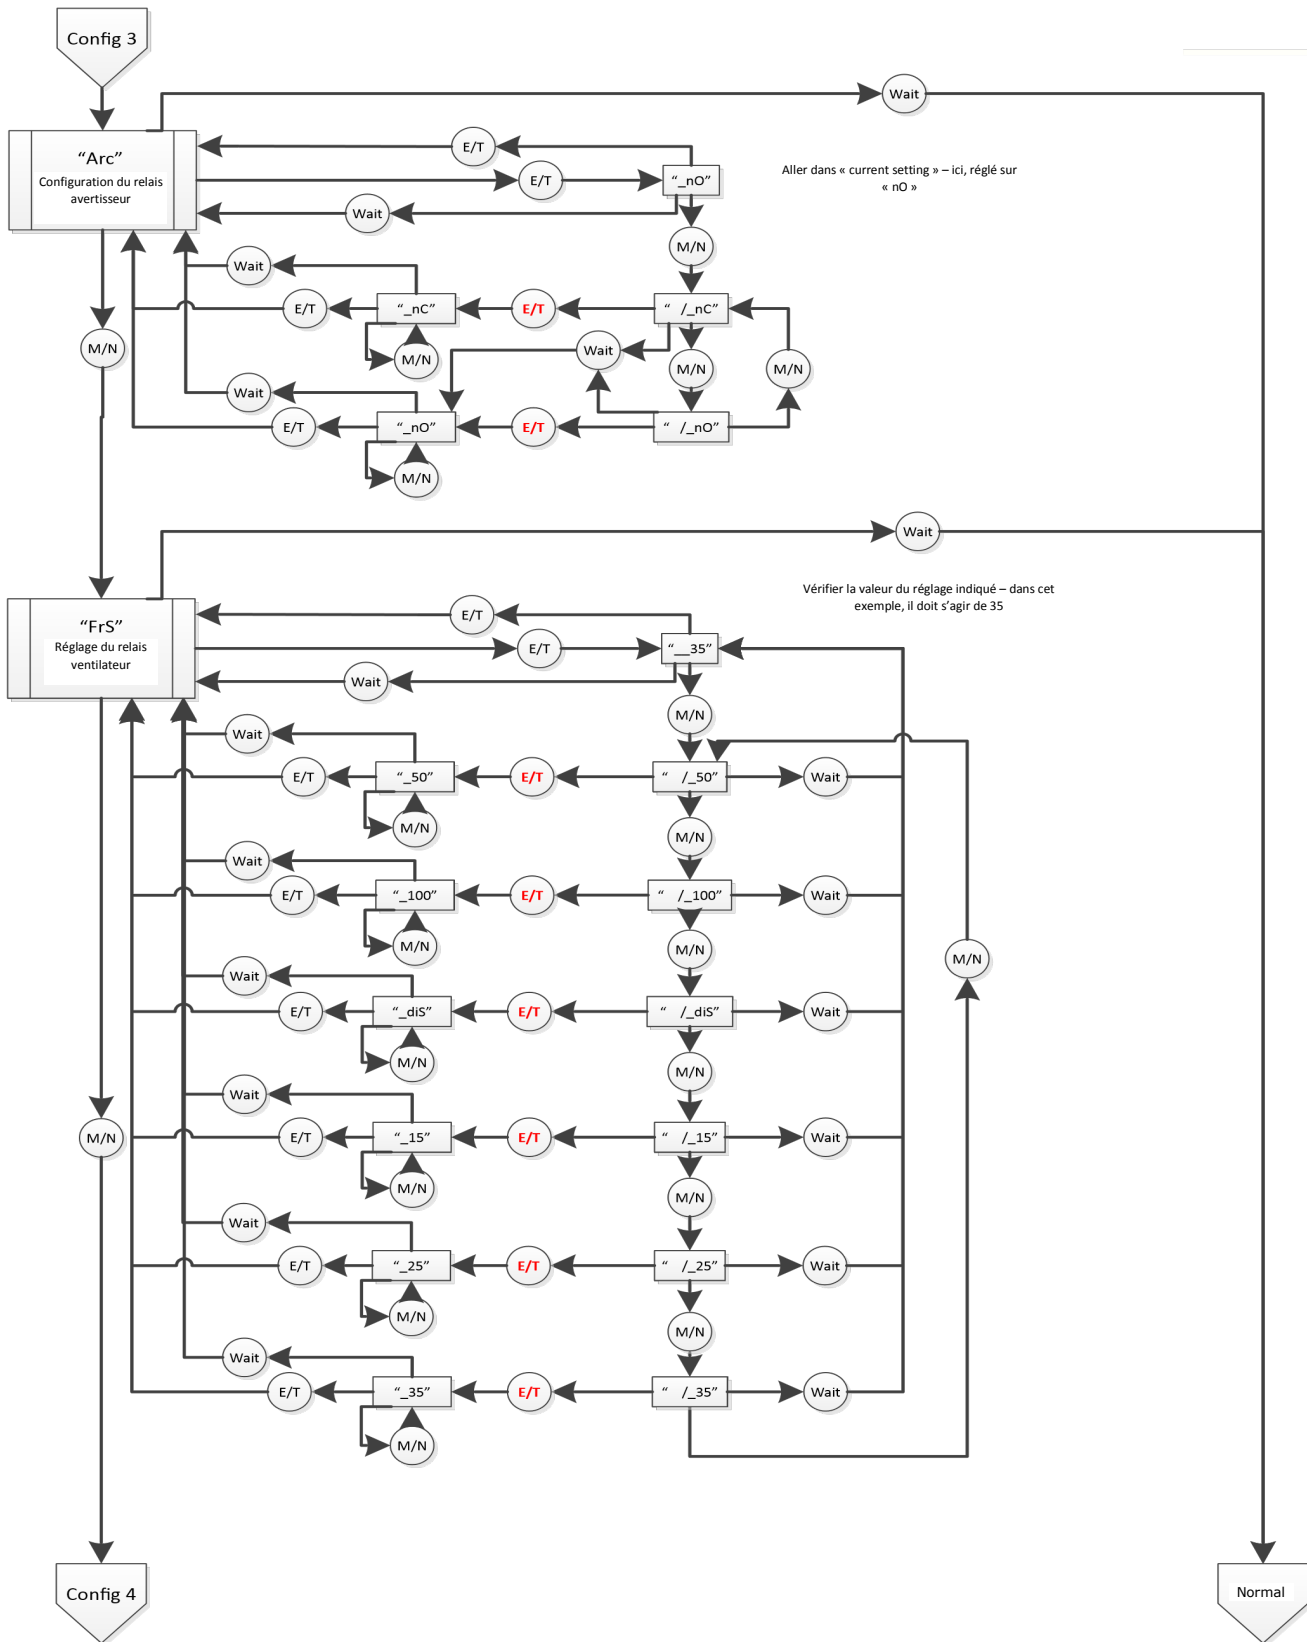 Config 3
Wait
“Arc”
Configuration du relais
avertisseur
E/T
E/T
“_nO”
Aller dans « current setting » – ici, réglé sur
« nO »
Wait
M/N
Wait
E/T
“_nC”
E/T
“ /_nC”
M/N
M/N
Wait
M/N
M/N
Wait
E/T
“_nO”
E/T
“ /_nO”
M/N
Wait
“FrS”
Réglage du relais
ventilateur
E/T
E/T
“__35”
Vérifier la valeur du réglage indiqué – dans cet
exemple, il doit s’agir de 35
Wait
M/N
Wait
E/T
“_50”
E/T
“ /_50”
Wait
M/N
M/N
Wait
E/T
“_100”
E/T
“ /_100”
Wait
M/N
M/N
M/N
Wait
E/T
“_diS”
E/T
“ /_diS”
Wait
M/N
M/N
Wait
M/N
E/T
“_15”
E/T
“ /_15”
Wait
M/N
M/N
Wait
E/T
“_25”
E/T
“ /_25”
Wait
M/N
M/N
Wait
E/T
“_35”
E/T
“ /_35”
Wait
M/N
Config 4
Normal